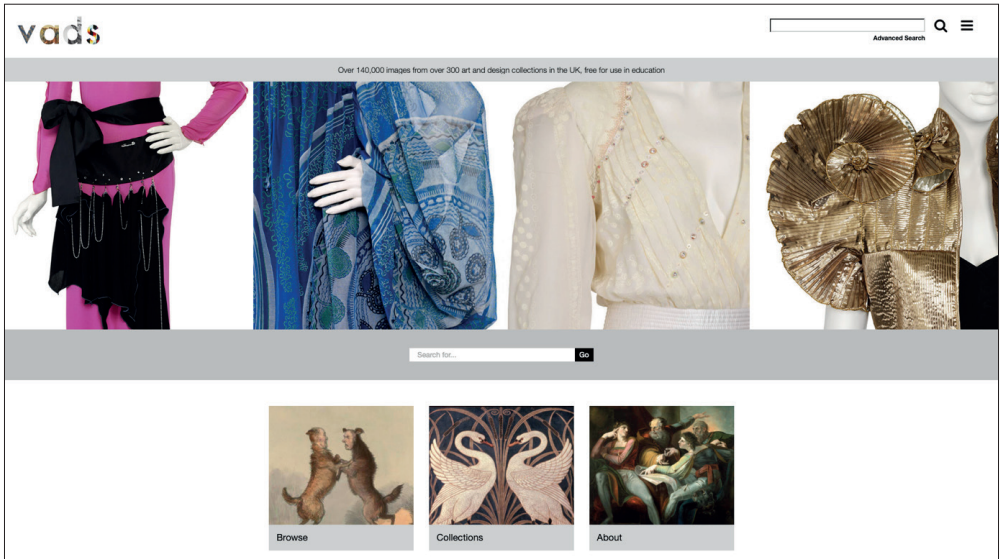 vads
Advanced Search
Over 140,000 images from over 300 art and design collections in the UK, free for use in education
Search for...
Go
Browse
Collections
About